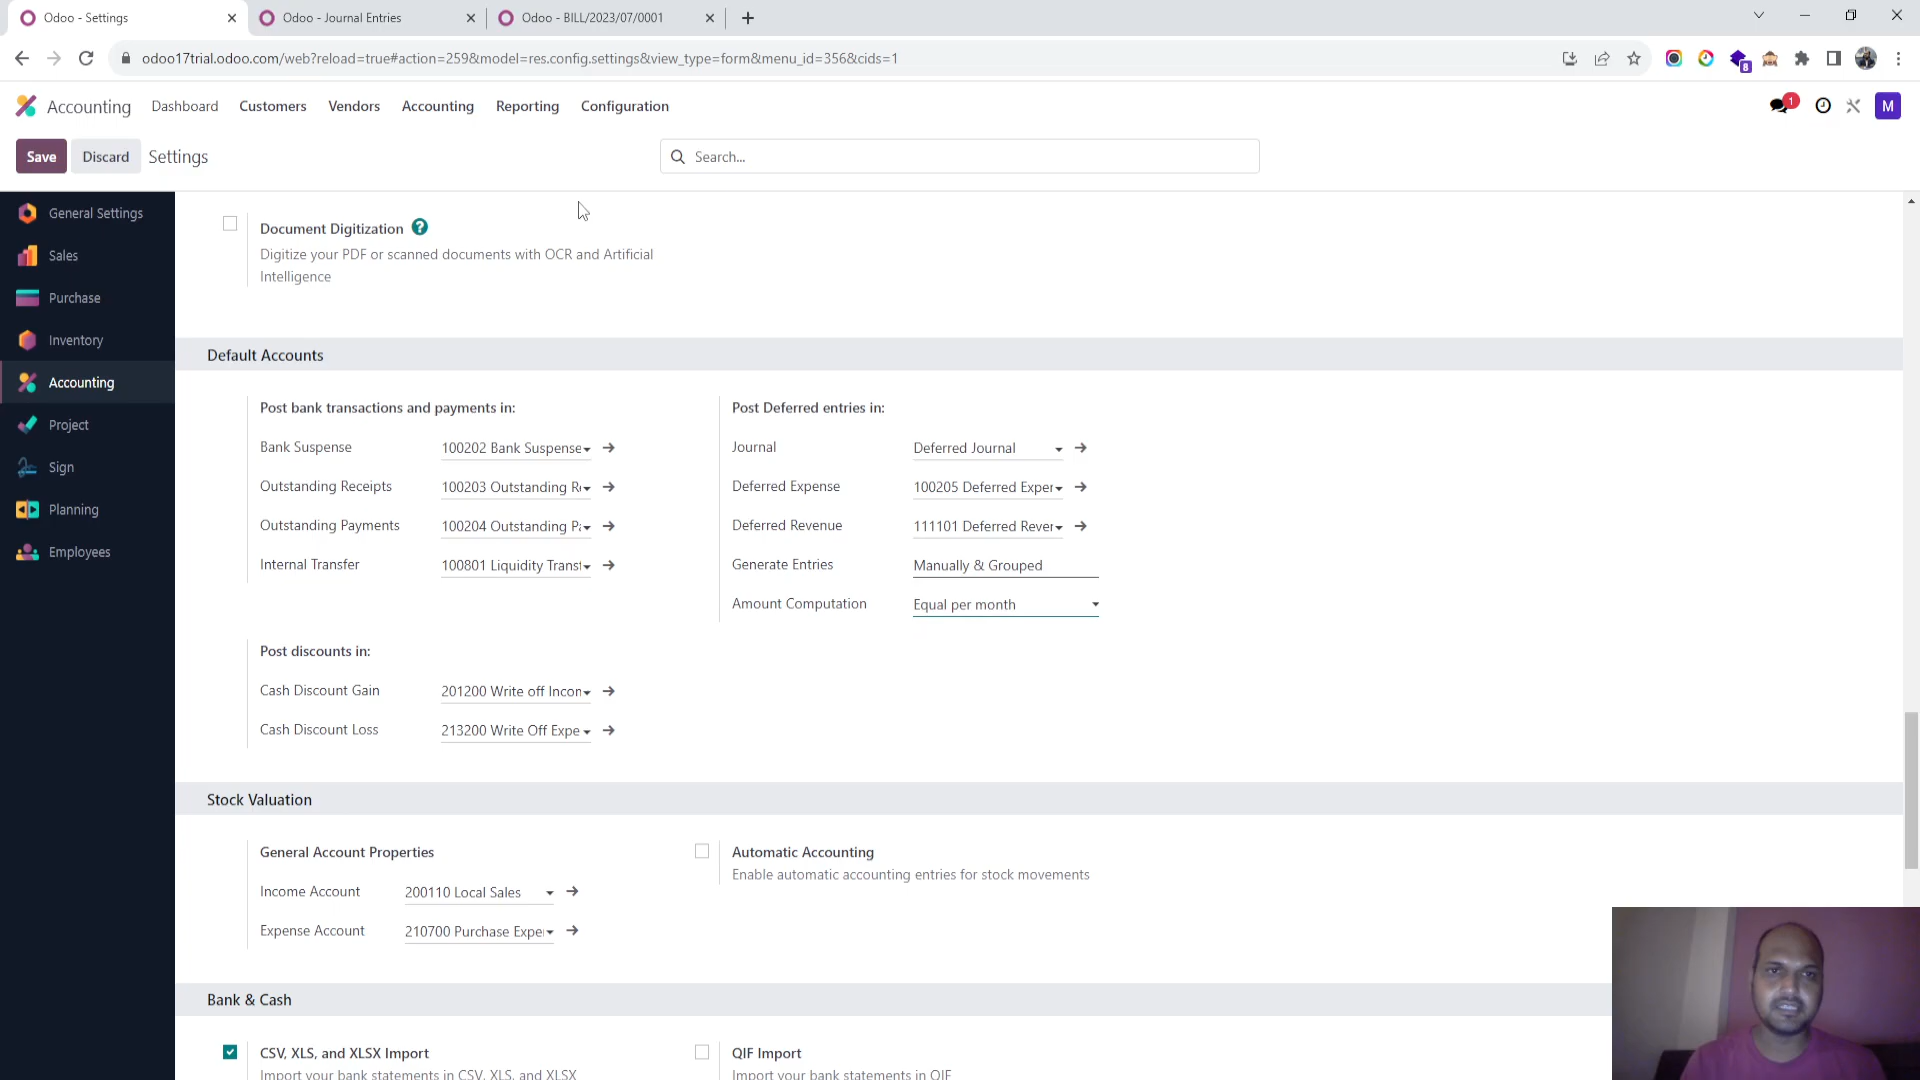 Odoo - Settings
Odoo - Journal Entries
Odoo - BILL/2023/07/0001
odoo17trial.odoo.com/web?reload=true#action=259&model=res.config.settings&view_type=form&menu_id=356&cids=1
8
Accounting Dashboard Customers Vendors Accounting Reporting Configuration
1
M
Save Discard Settings
Search...
General Settings
Sales
Purchase
Inventory
Accounting
Project
Sign
Planning
Employees
Document Digitization ?
Digitize your PDF or scanned documents with OCR and Artificial
Intelligence
Default Accounts
Post bank transactions and payments in:
Bank Suspense 100202 Bank Suspense
Outstanding Receipts 100203 Outstanding R
Outstanding Payments 100204 Outstanding P
Internal Transfer 100801 Liquidity Trans
Post Deferred entries in:
Journal Deferred Journal
Deferred Expense 100205 Deferred Exper
Deferred Revenue 111101 Deferred Rever
Generate Entries Manually & Grouped
Amount Computation Equal per month
Post discounts in:
Cash Discount Gain 201200 Write off Incon
Cash Discount Loss 213200 Write Off Expe
Stock Valuation
General Account Properties
Income Account 200110 Local Sales
Expense Account 210700 Purchase Expe
Automatic Accounting
Enable automatic accounting entries for stock movements
Bank & Cash
CSV, XLS, and XLSX Import
Import your bank statements in CSV, XLS, and XLSX
QIF Import
Import your bank statements in QIF